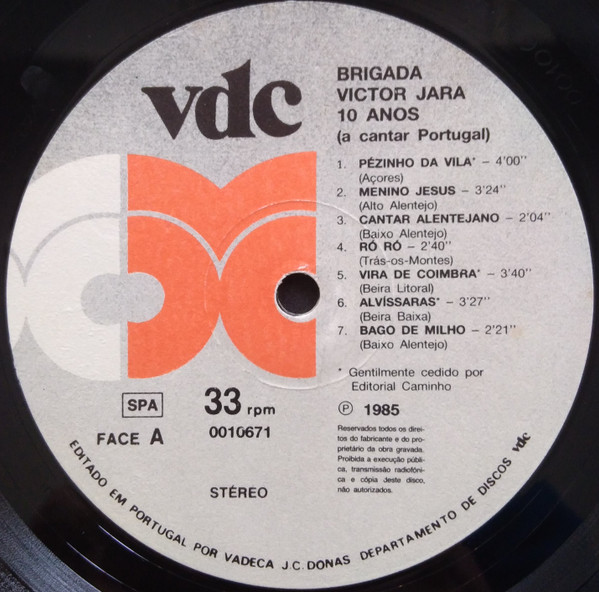 vdc
BRIGADA
VICTOR JARA
10 ANOS
(a cantar Portugal)
1. PÉZINHO DA VILA* – 4'00"
(Açores)
2. MENINO JESUS – 3'24"
(Alto Alentejo)
3. CANTAR ALENTEJANO – 2'04"
(Baixo Alentejo)
4. RÓ RÓ – 2'40"
(Trás-os-Montes)
5. VIRA DE COIMBRA* – 3'40"
(Beira Litoral)
6. ALVÍSSARAS* – 3'27"
(Beira Baixa)
7. BAGO DE MILHO – 2'21"
(Baixo Alentejo)
* Gentilmente cedido por
Editorial Caminho
SPA
33 rpm
FACE A
0010671
STÉREO
Ⓟ 1985
Reservados todos os direi-
tos do fabricante e do pro-
prietário da obra gravada.
Proibida a execução públi-
ca, transmissão radiofóni-
ca e cópia deste disco,
não autorizados.
EDITADO EM PORTUGAL POR VADECA J.C. DONAS DEPARTAMENTO DE DISCOS vdc